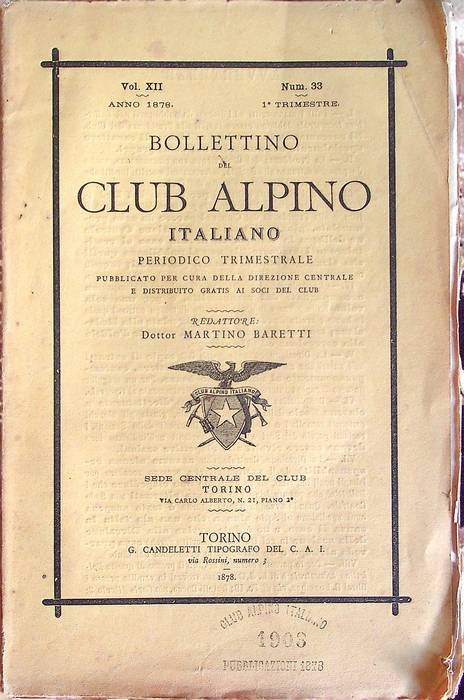 Vol. XII Num. 33
ANNO 1878. 1° TRIMESTRE.
BOLLETTINO
DEL
CLUB ALPINO
ITALIANO
PERIODICO TRIMESTRALE
PUBBLICATO PER CURA DELLA DIREZIONE CENTRALE
E DISTRIBUITO GRATIS AI SOCI DEL CLUB
REDATTORE:
Dottor MARTINO BARETTI
CLUB ALPINO ITALIANO
SEDE CENTRALE DEL CLUB
TORINO
VIA CARLO ALBERTO, N. 21, PIANO 2°
TORINO
G. CANDELETTI TIPOGRAFO DEL C. A. I.
via Rossini, numero 3
1878.
CLUB ALPINO ITALIANO
1903
PUBBLICAZIONI 1878